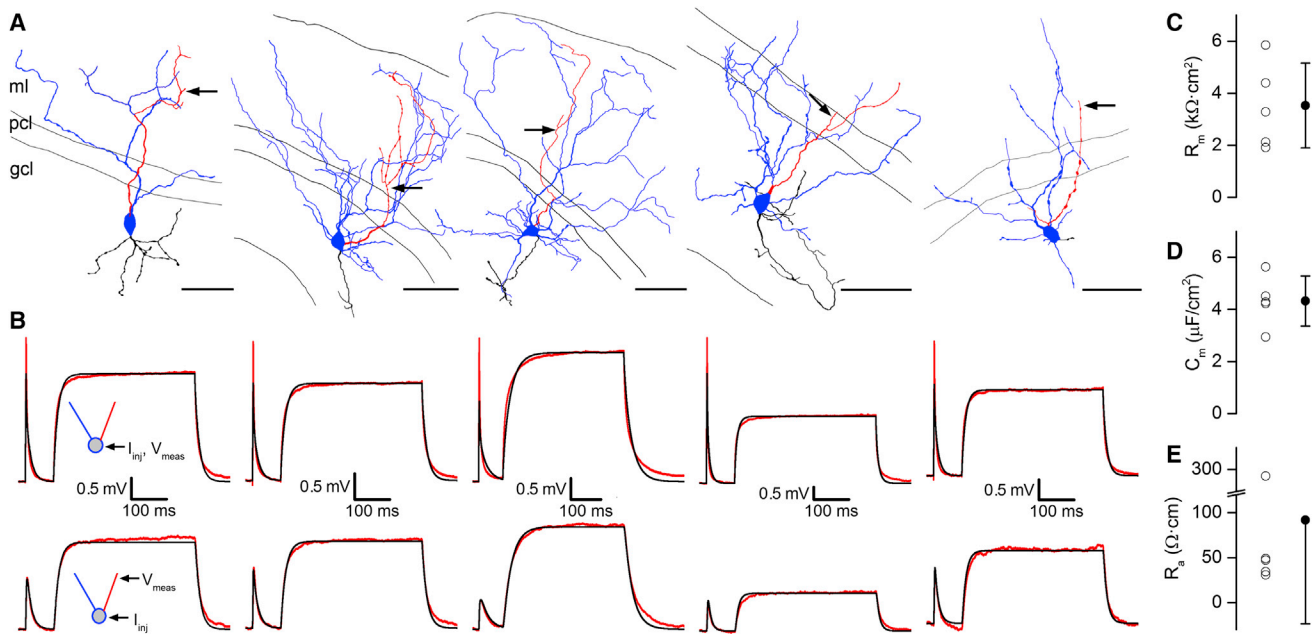 A
ml
pcl
gcl
B
I_inj, V_meas
0.5 mV
100 ms
0.5 mV
100 ms
0.5 mV
100 ms
0.5 mV
100 ms
0.5 mV
100 ms
V_meas
I_inj
C
6
4
2
0
R_m (kΩ·cm²)
D
6
4
2
0
C_m (µF/cm²)
E
300
100
50
0
R_a (Ω·cm)